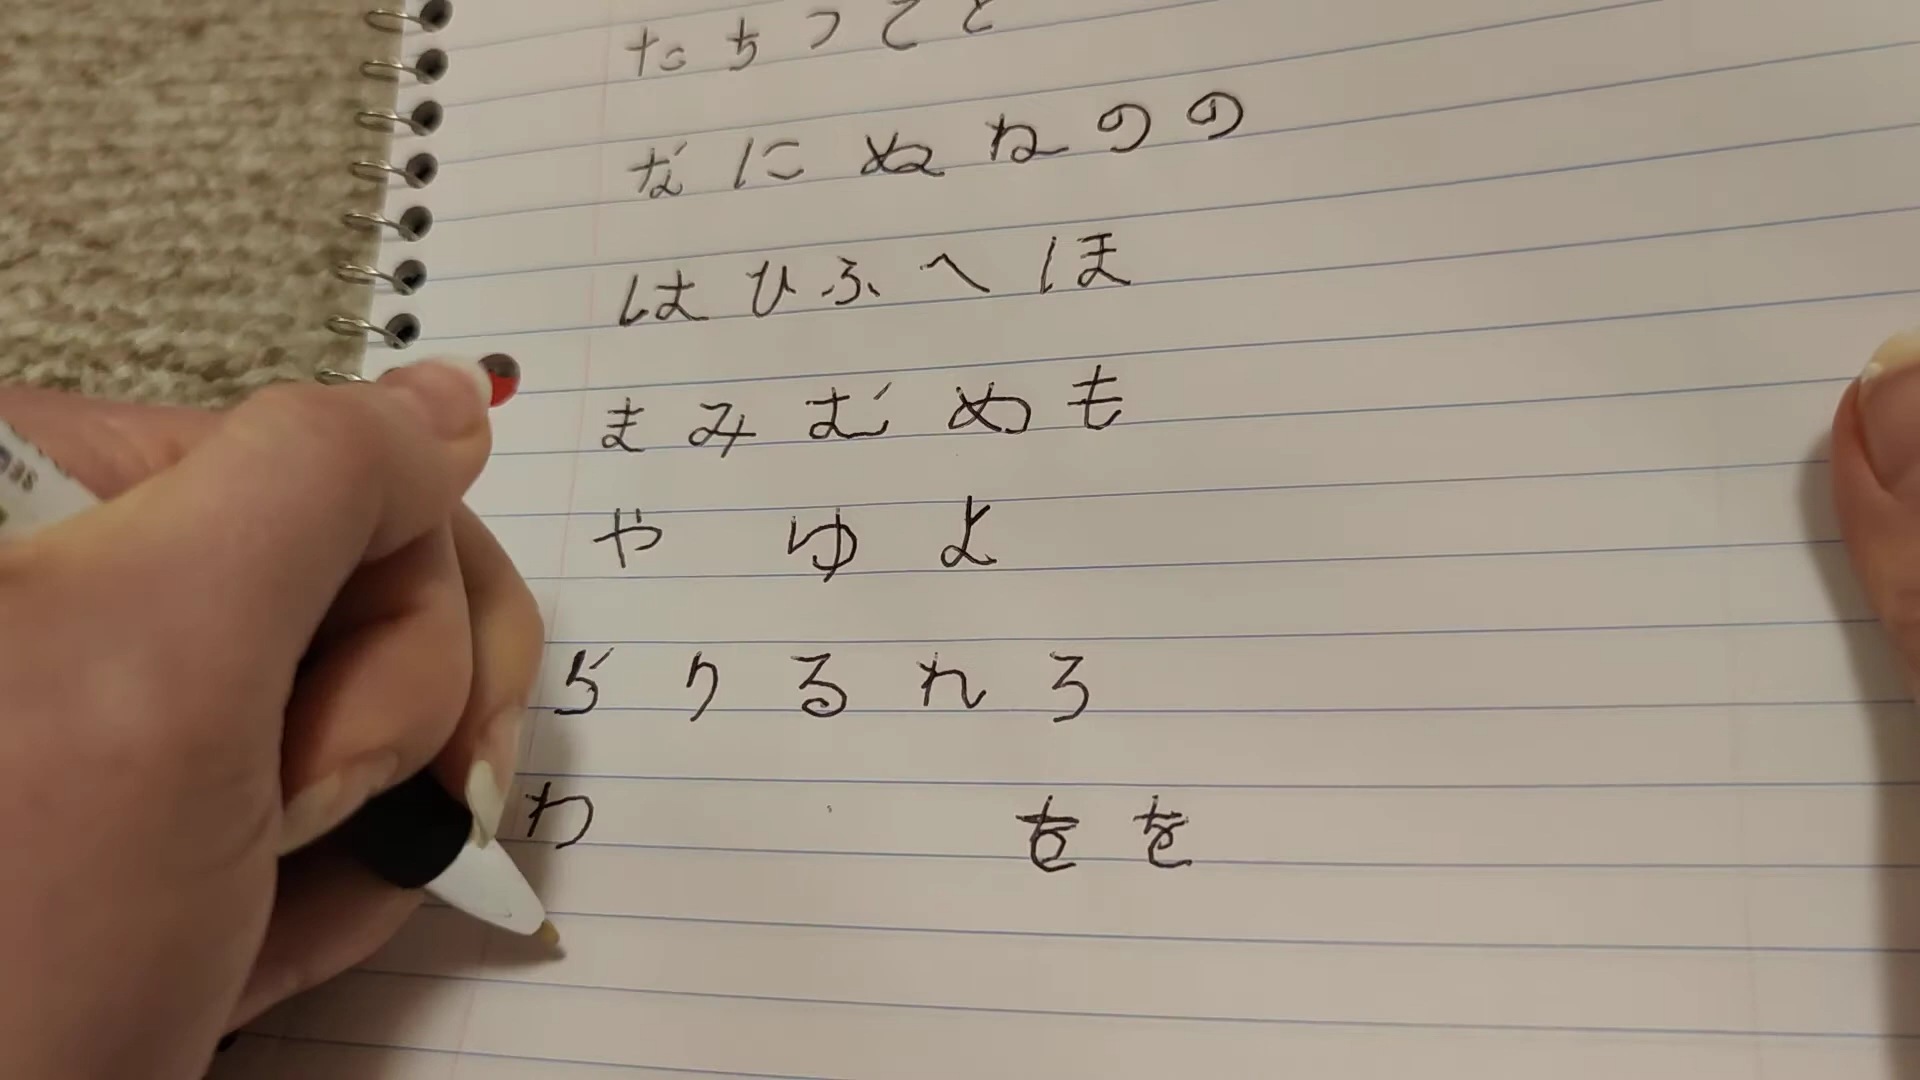 たちつてと
なにぬねのの
はひふへほ
まみむめも
やゆよ
らりるれろ
わをを